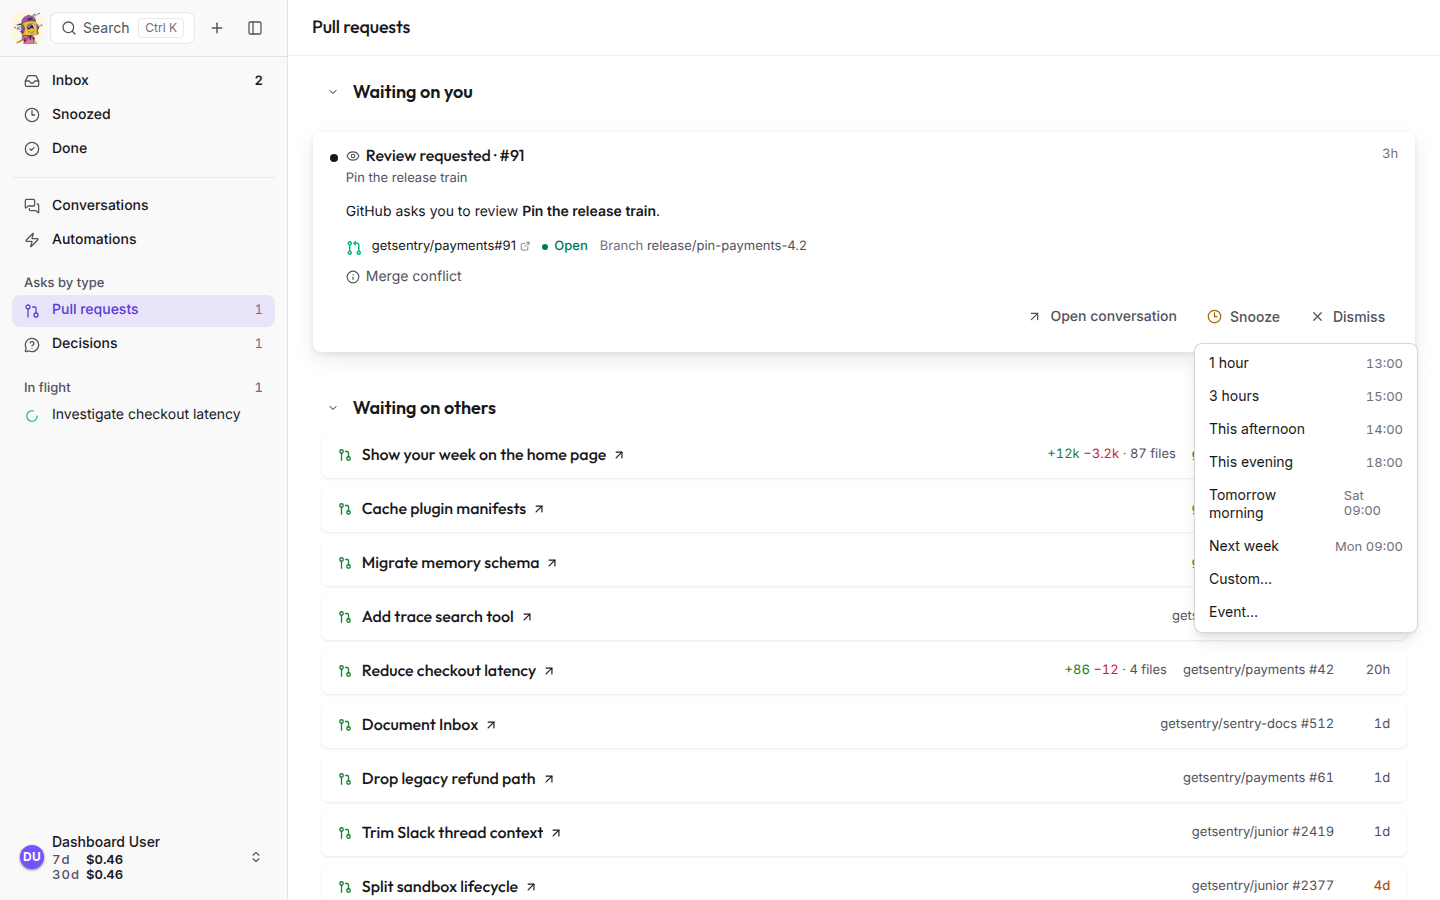 Search Ctrl K
Pull requests
Inbox 2
Snoozed
Done
Conversations
Automations
Asks by type
Pull requests 1
Decisions 1
In flight 1
Investigate checkout latency
Dashboard User
DU
7d $0.46
30d $0.46
Waiting on you
Review requested · #91 3h
Pin the release train
GitHub asks you to review Pin the release train.
getsentry/payments#91 Open Branch release/pin-payments-4.2
Merge conflict
Open conversation Snooze Dismiss
1 hour 13:00
3 hours 15:00
This afternoon 14:00
This evening 18:00
Tomorrow morning Sat 09:00
Next week Mon 09:00
Custom...
Event...
Waiting on others
Show your week on the home page +12k −3.2k · 87 files
Cache plugin manifests
Migrate memory schema
Add trace search tool
Reduce checkout latency +86 −12 · 4 files getsentry/payments #42 20h
Document Inbox getsentry/sentry-docs #512 1d
Drop legacy refund path getsentry/payments #61 1d
Trim Slack thread context getsentry/junior #2419 1d
Split sandbox lifecycle getsentry/junior #2377 4d